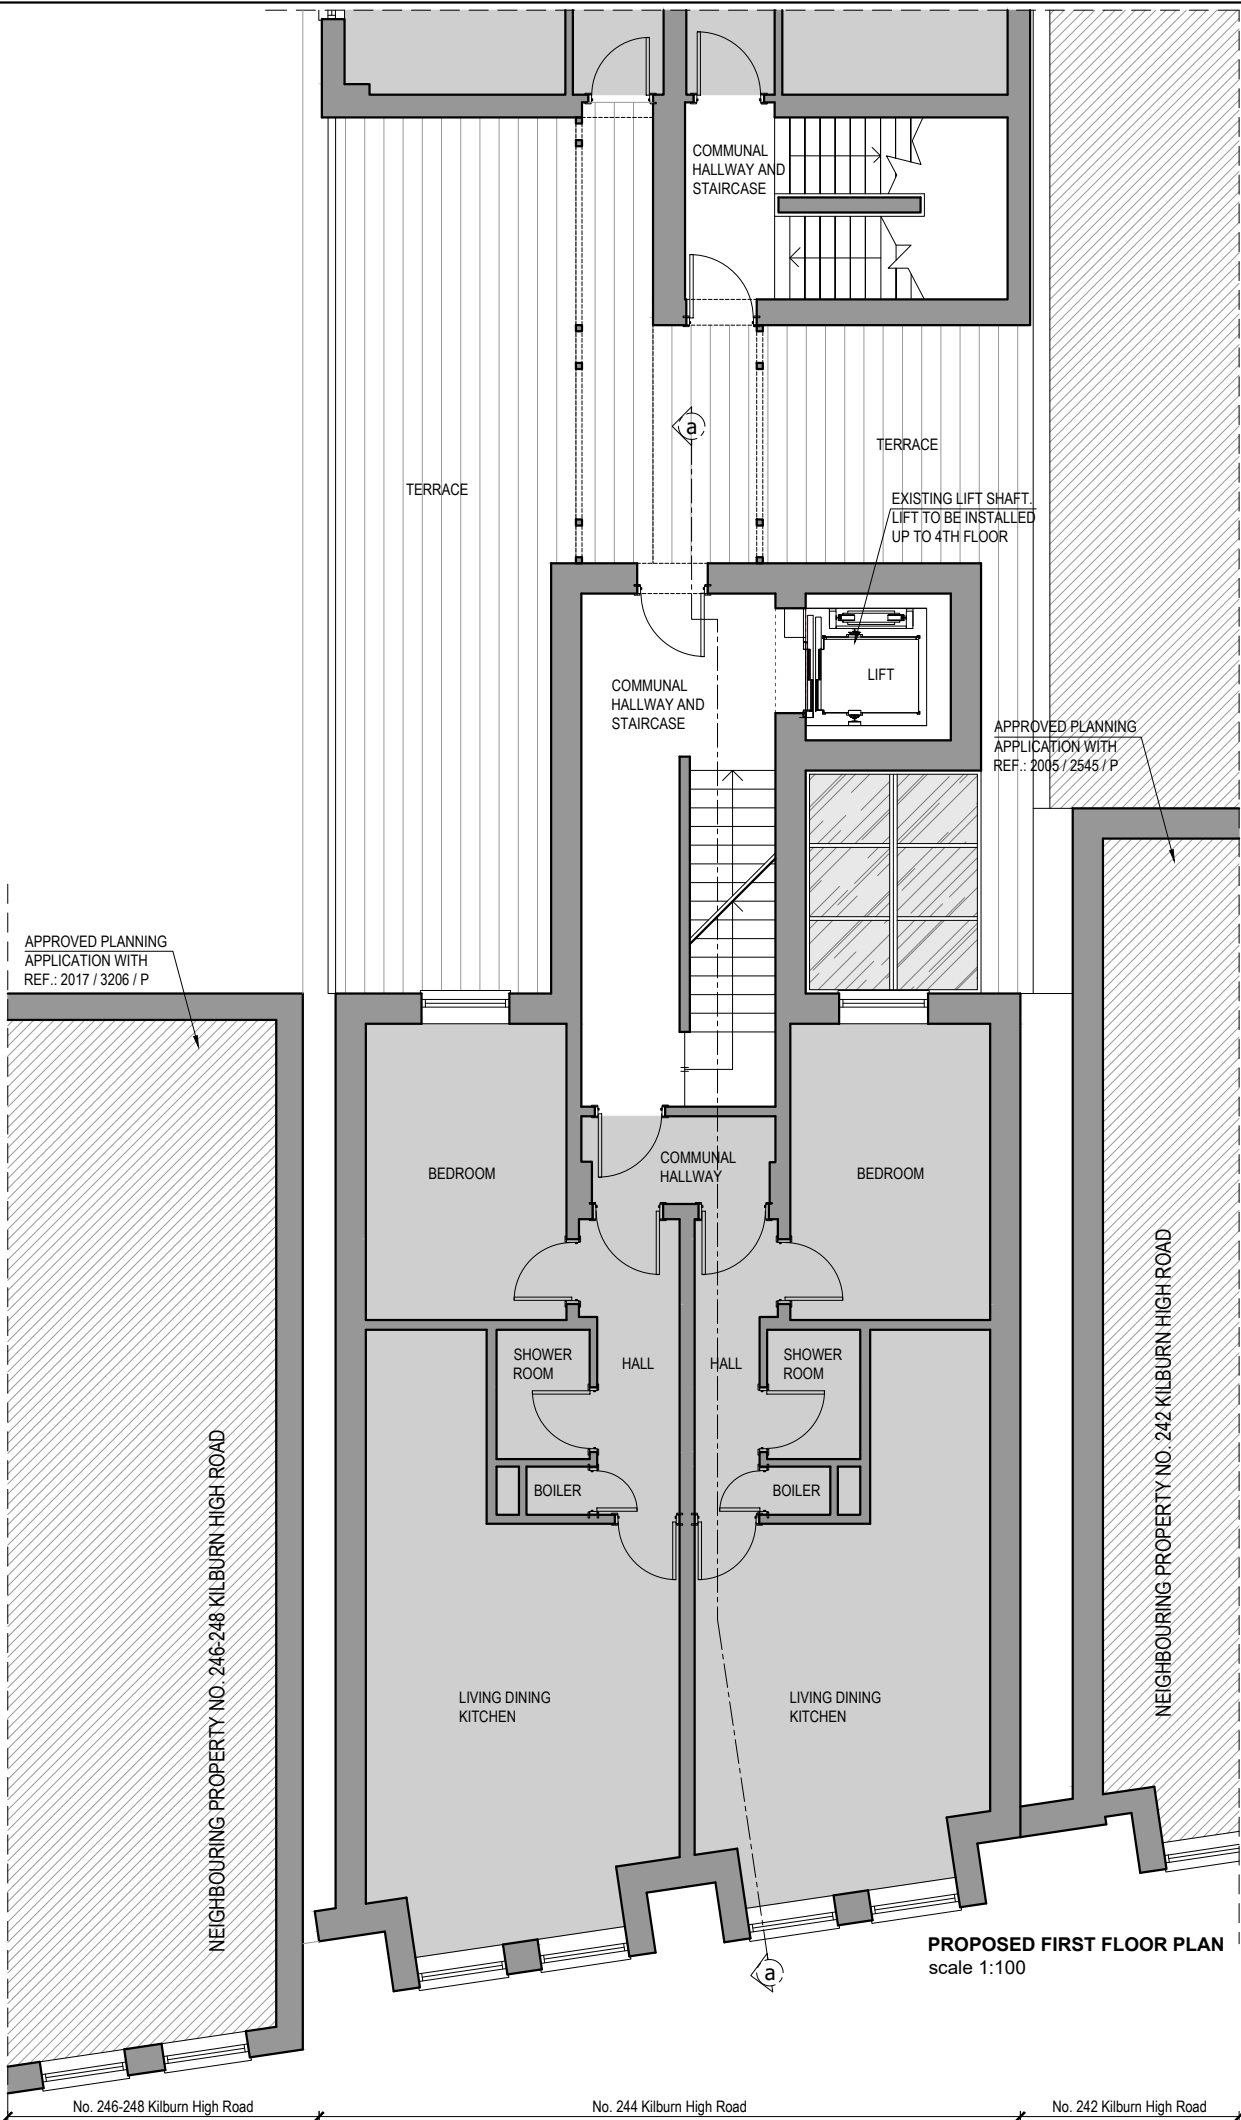 COMMUNAL
HALLWAY AND
STAIRCASE
a
TERRACE
TERRACE
EXISTING LIFT SHAFT.
LIFT TO BE INSTALLED
UP TO 4TH FLOOR
LIFT
COMMUNAL
HALLWAY AND
STAIRCASE
APPROVED PLANNING
APPLICATION WITH
REF.: 2005 / 2545 / P
APPROVED PLANNING
APPLICATION WITH
REF.: 2017 / 3206 / P
BEDROOM
COMMUNAL
HALLWAY
BEDROOM
SHOWER
ROOM
HALL
HALL
SHOWER
ROOM
BOILER
BOILER
NEIGHBOURING PROPERTY NO. 246-248 KILBURN HIGH ROAD
NEIGHBOURING PROPERTY NO. 242 KILBURN HIGH ROAD
LIVING DINING
KITCHEN
LIVING DINING
KITCHEN
PROPOSED FIRST FLOOR PLAN
scale 1:100
a
No. 246-248 Kilburn High Road
No. 244 Kilburn High Road
No. 242 Kilburn High Road